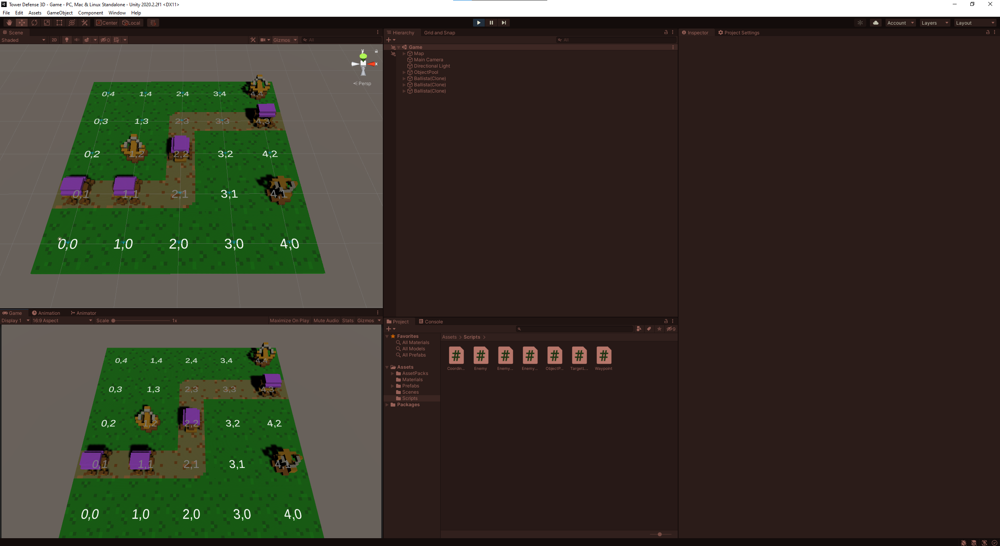 Tower Defense 3D - Game - PC, Mac & Linux Standalone - Unity 2020.2.2f1 <DX11>
File Edit Assets GameObject Component Window Help
Center Local
Account Layers Layout
Scene
Shaded 2D 0 Gizmos All
y
x
Persp
0,4 1,4 2,4 3,4 4,4
0,3 1,3 2,3 3,3 4,3
0,2 1,2 2,2 3,2 4,2
0,1 1,1 2,1 3,1 4,1
0,0 1,0 2,0 3,0 4,0
Game Animation Animator
Display 1 16:9 Aspect Scale 1x Maximize On Play Mute Audio Stats Gizmos
0,4 1,4 2,4 3,4 4,4
0,3 1,3 2,3 3,3 4,3
0,2 1,2 2,2 3,2 4,2
0,1 1,1 2,1 3,1 4,1
0,0 1,0 2,0 3,0 4,0
Hierarchy Grid and Snap
All
Game
Map
Main Camera
Directional Light
ObjectPool
Ballista(Clone)
Ballista(Clone)
Ballista(Clone)
Project Console
9
Favorites
All Materials
All Models
All Prefabs
Assets
AssetPacks
Materials
Prefabs
Scenes
Scripts
Packages
Assets > Scripts >
Coordin... Enemy Enemy... Enemy... ObjectP... TargetL... Waypoint
Inspector Project Settings